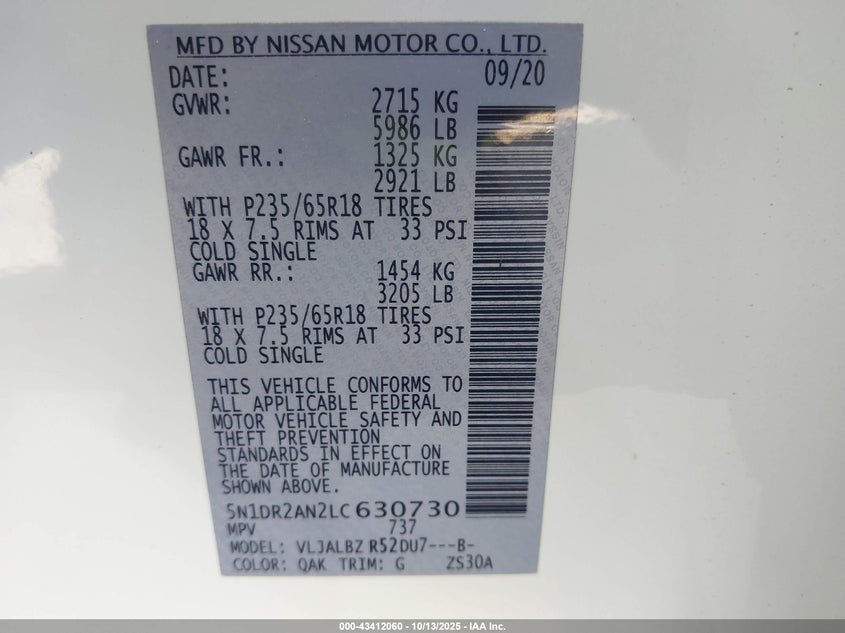 MFD BY NISSAN MOTOR CO., LTD.
DATE: 09/20
GVWR: 2715 KG
5986 LB
GAWR FR.: 1325 KG
2921 LB
WITH P235/65R18 TIRES
18 X 7.5 RIMS AT 33 PSI
COLD SINGLE
GAWR RR.: 1454 KG
3205 LB
WITH P235/65R18 TIRES
18 X 7.5 RIMS AT 33 PSI
COLD SINGLE
THIS VEHICLE CONFORMS TO
ALL APPLICABLE FEDERAL
MOTOR VEHICLE SAFETY AND
THEFT PREVENTION
STANDARDS IN EFFECT ON
THE DATE OF MANUFACTURE
SHOWN ABOVE.
5N1DR2AN2LC630730
MPV 737
MODEL: VLJALBZ R52DU7---B-
COLOR: QAK TRIM: G ZS30A
000-43412060 - 10/13/2025 - IAA Inc.